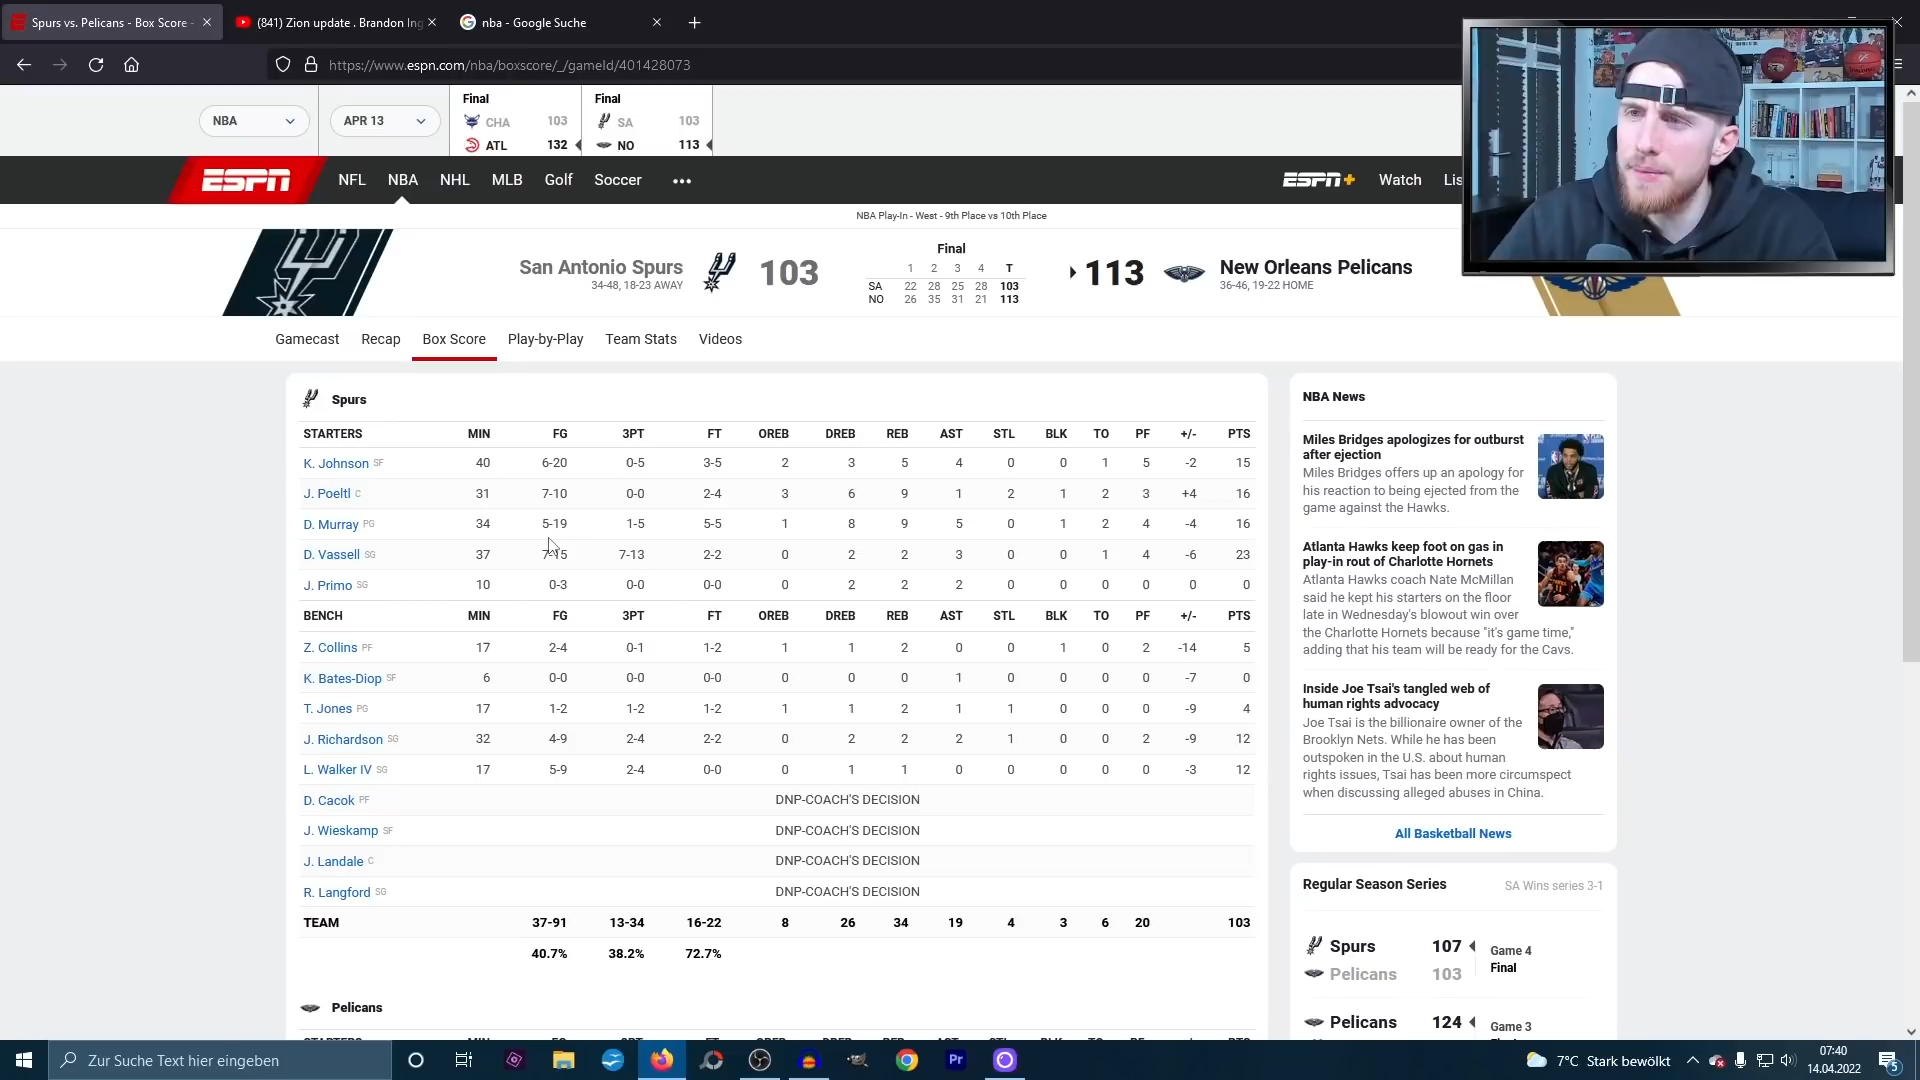 Spurs vs. Pelicans - Box Score -
(841) Zion update . Brandon Ing
nba - Google Suche
https://www.espn.com/nba/boxscore/_/gameId/401428073
NBA
APR 13
Final
CHA 103
ATL 132
Final
SA 103
NO 113
ESPN
NFL NBA NHL MLB Golf Soccer
ESPN+ Watch Lis
NBA Play-In - West - 9th Place vs 10th Place
San Antonio Spurs
34-48, 18-23 AWAY
103
Final
1 2 3 4 T
SA 22 28 25 28 103
NO 26 35 31 21 113
113
New Orleans Pelicans
36-46, 19-22 HOME
Gamecast Recap Box Score Play-by-Play Team Stats Videos
Spurs
STARTERS MIN FG 3PT FT OREB DREB REB AST STL BLK TO PF +/- PTS
K. Johnson SF 40 6-20 0-5 3-5 2 3 5 4 0 0 1 5 -2 15
J. Poeltl C 31 7-10 0-0 2-4 3 6 9 1 2 1 2 3 +4 16
D. Murray PG 34 5-19 1-5 5-5 1 8 9 5 0 1 2 4 -4 16
D. Vassell SG 37 7-15 7-13 2-2 0 2 2 3 0 0 1 4 -6 23
J. Primo SG 10 0-3 0-0 0-0 0 2 2 2 0 0 0 0 0 0
BENCH MIN FG 3PT FT OREB DREB REB AST STL BLK TO PF +/- PTS
Z. Collins PF 17 2-4 0-1 1-2 1 1 2 0 0 1 0 2 -14 5
K. Bates-Diop SF 6 0-0 0-0 0-0 0 0 0 1 0 0 0 0 -7 0
T. Jones PG 17 1-2 1-2 1-2 1 1 2 1 1 0 0 0 -9 4
J. Richardson SG 32 4-9 2-4 2-2 0 2 2 2 1 0 0 2 -9 12
L. Walker IV SG 17 5-9 2-4 0-0 0 1 1 0 0 0 0 0 -3 12
D. Cacok PF DNP-COACH'S DECISION
J. Wieskamp SF DNP-COACH'S DECISION
J. Landale C DNP-COACH'S DECISION
R. Langford SG DNP-COACH'S DECISION
TEAM 37-91 13-34 16-22 8 26 34 19 4 3 6 20 103
40.7% 38.2% 72.7%
Pelicans
NBA News
Miles Bridges apologizes for outburst
after ejection
Miles Bridges offers up an apology for
his reaction to being ejected from the
game against the Hawks.
Atlanta Hawks keep foot on gas in
play-in rout of Charlotte Hornets
Atlanta Hawks coach Nate McMillan
said he kept his starters on the floor
late in Wednesday's blowout win over
the Charlotte Hornets because "it's game time,"
adding that his team will be ready for the Cavs.
Inside Joe Tsai's tangled web of
human rights advocacy
Joe Tsai is the billionaire owner of the
Brooklyn Nets. While he has been
outspoken in the U.S. about human
rights issues, Tsai has been more circumspect
when discussing alleged abuses in China.
All Basketball News
Regular Season Series SA Wins series 3-1
Spurs 107 Game 4
Pelicans 103 Final
Pelicans 124 Game 3
Zur Suche Text hier eingeben
Pr
7°C Stark bewölkt
07:40
14.04.2022
5